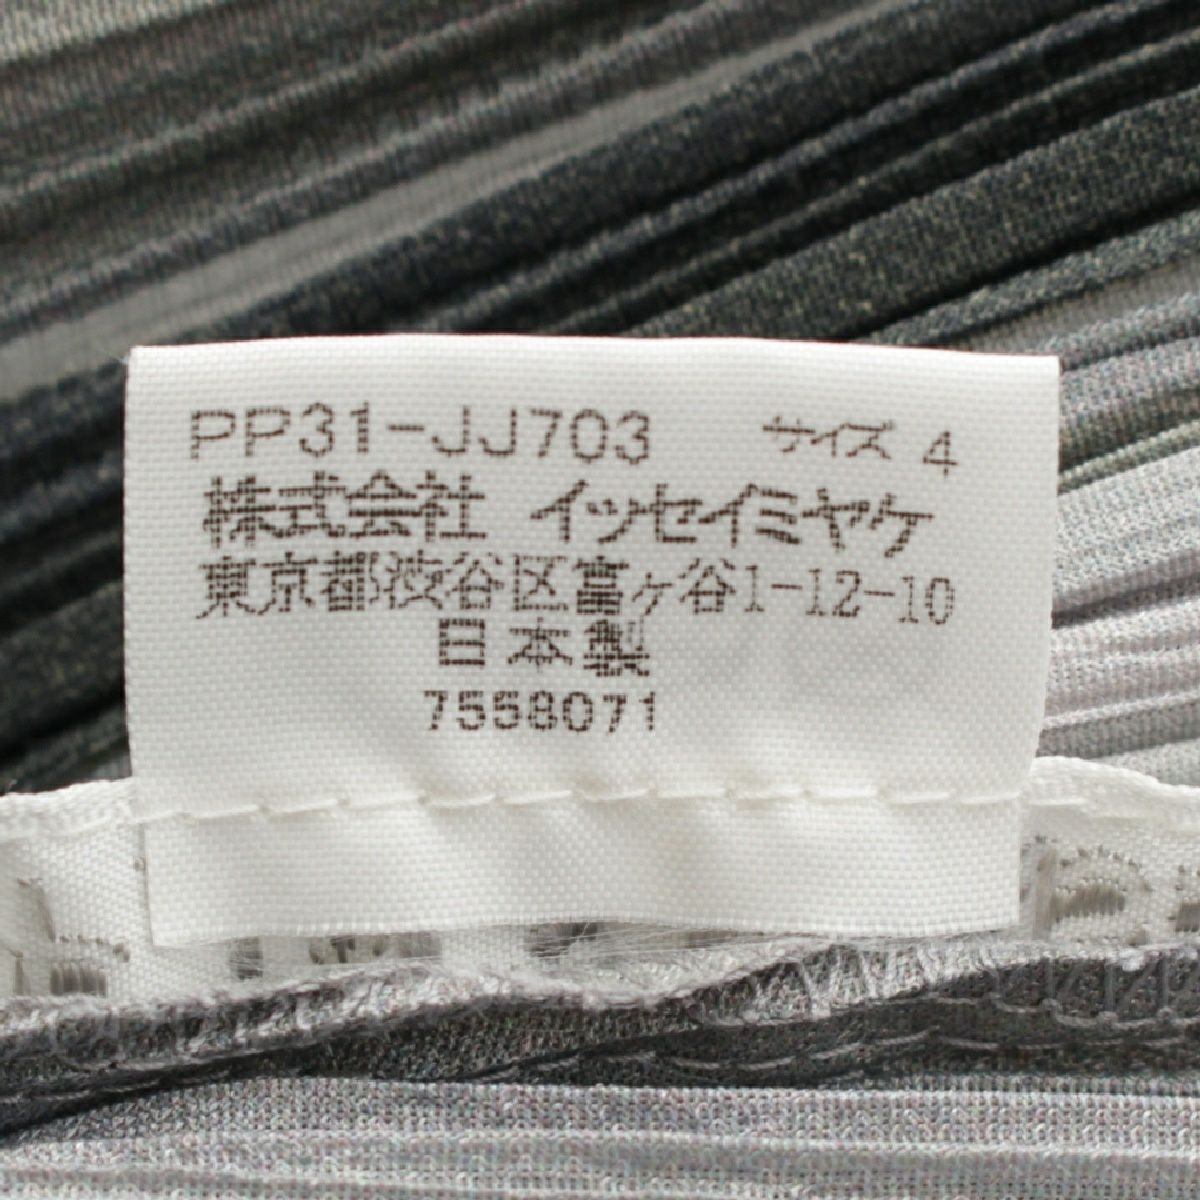 PP31-JJ703 サイズ 4
株式会社 イッセイミヤケ
東京都渋谷区富ヶ谷1-12-10
日本製
7558071